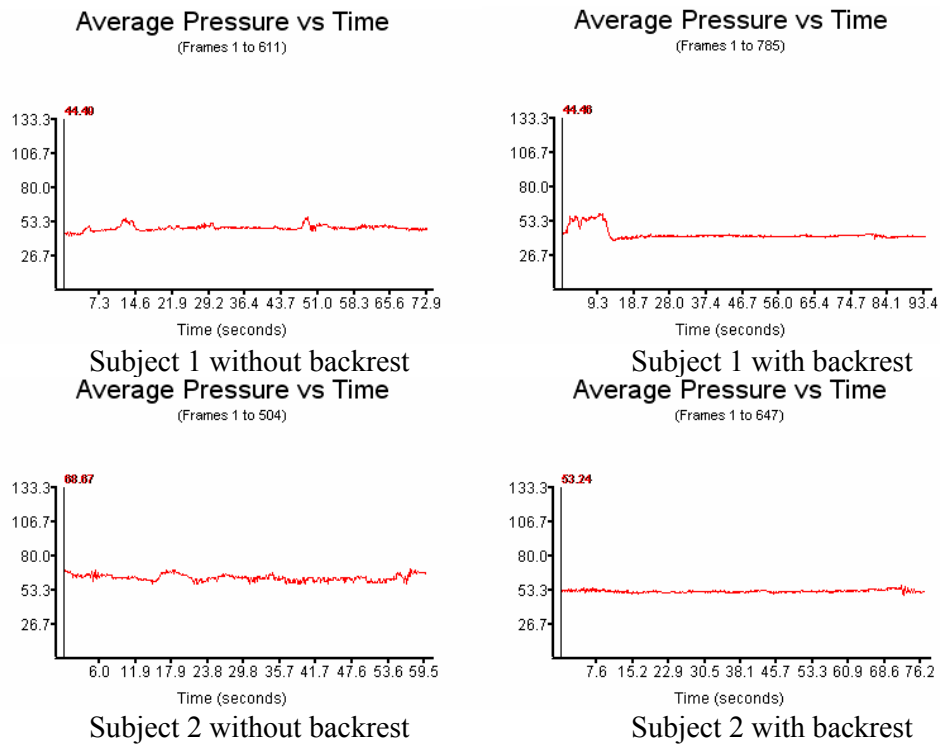 Average Pressure vs Time
(Frames 1 to 611)
44.40
133.3
106.7
80.0
53.3
26.7
7.3 14.6 21.9 29.2 36.4 43.7 51.0 58.3 65.6 72.9
Time (seconds)
Subject 1 without backrest
Average Pressure vs Time
(Frames 1 to 785)
44.46
133.3
106.7
80.0
53.3
26.7
9.3 18.7 28.0 37.4 46.7 56.0 65.4 74.7 84.1 93.4
Time (seconds)
Subject 1 with backrest
Average Pressure vs Time
(Frames 1 to 504)
68.67
133.3
106.7
80.0
53.3
26.7
6.0 11.9 17.9 23.8 29.8 35.7 41.7 47.6 53.6 59.5
Time (seconds)
Subject 2 without backrest
Average Pressure vs Time
(Frames 1 to 647)
53.24
133.3
106.7
80.0
53.3
26.7
7.6 15.2 22.9 30.5 38.1 45.7 53.3 60.9 68.6 76.2
Time (seconds)
Subject 2 with backrest